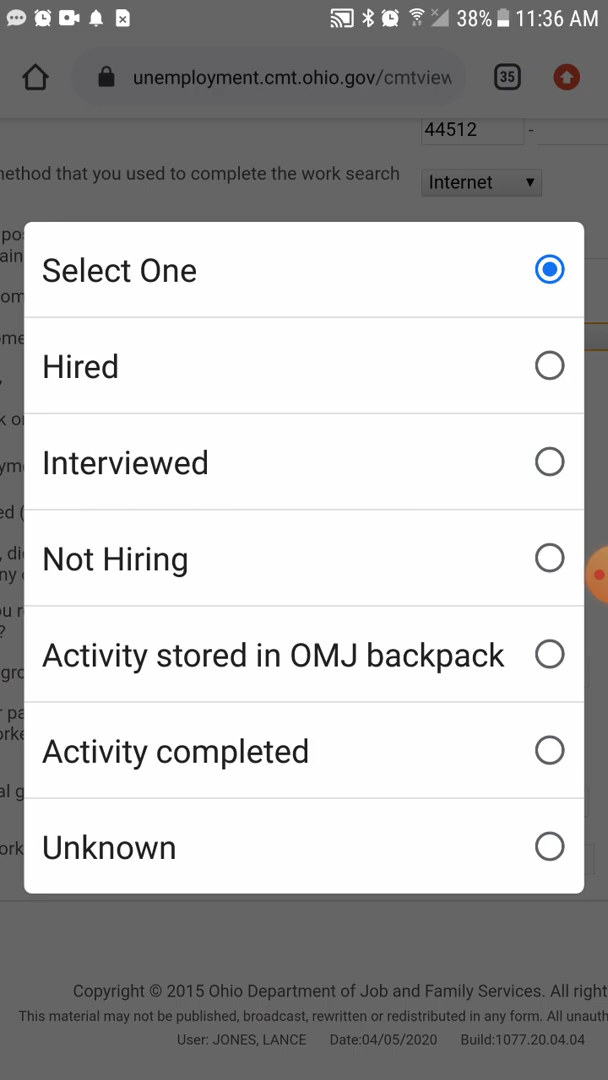 38% 11:36 AM
unemployment.cmt.ohio.gov/cmtview
35
44512 -
method that you used to complete the work search
Internet
Select One
Hired
Interviewed
Not Hiring
Activity stored in OMJ backpack
Activity completed
Unknown
Copyright © 2015 Ohio Department of Job and Family Services. All right
This material may not be published, broadcast, rewritten or redistributed in any form. All unauth
User: JONES, LANCE Date:04/05/2020 Build:1077.20.04.04